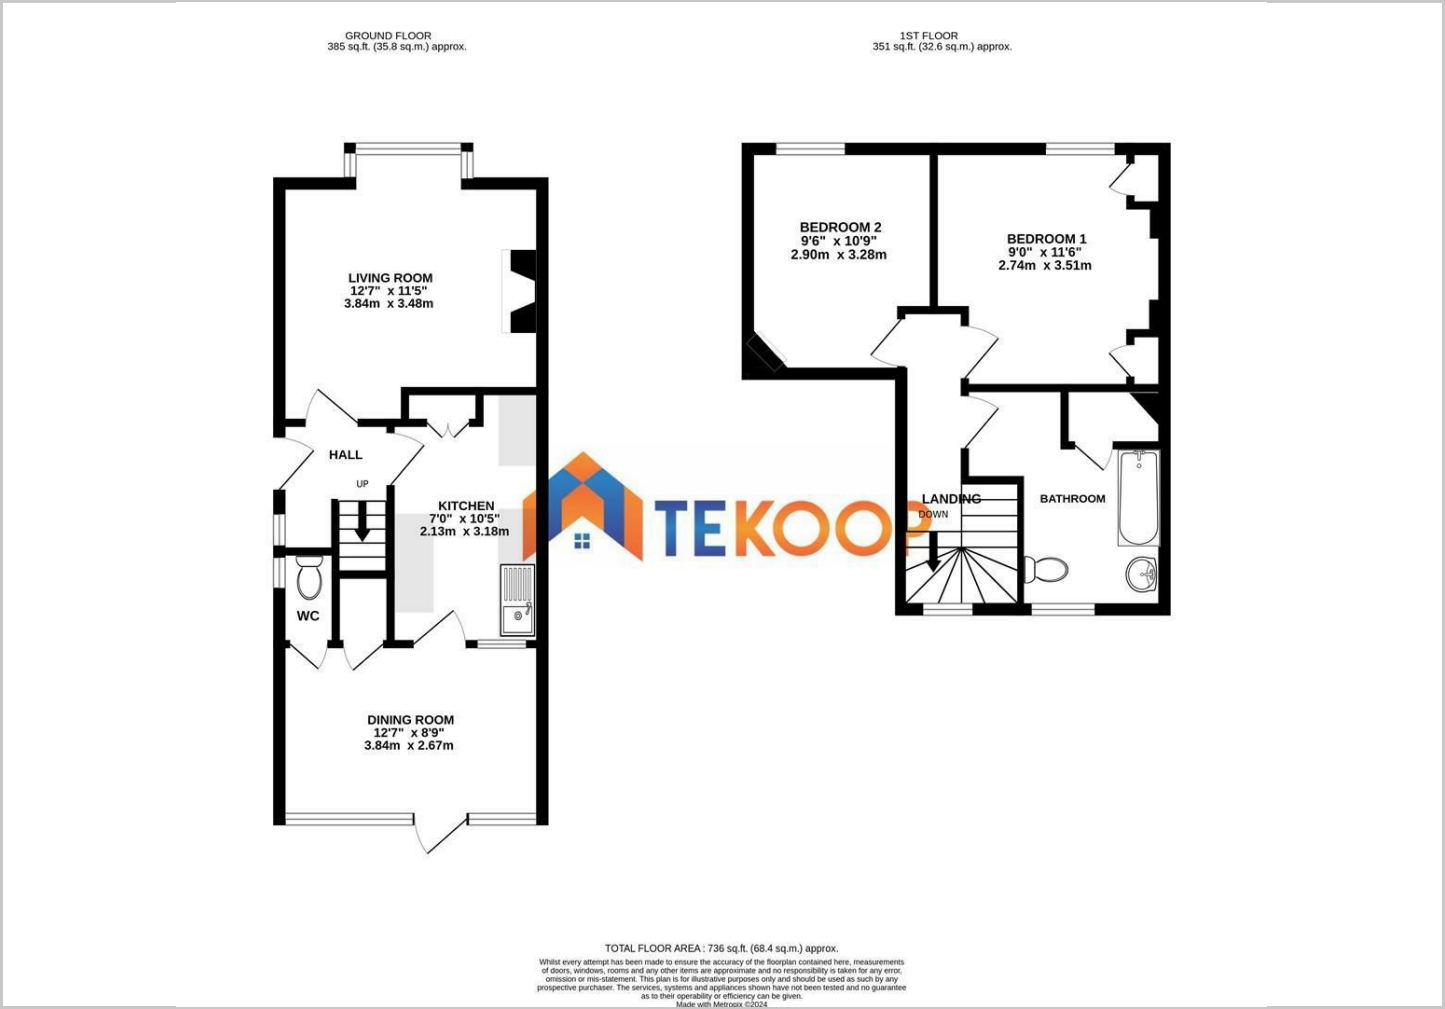 GROUND FLOOR
385 sq.ft. (35.8 sq.m.) approx.
1ST FLOOR
351 sq.ft. (32.6 sq.m.) approx.
LIVING ROOM
12'7" x 11'5"
3.84m x 3.48m
HALL
UP
KITCHEN
7'0" x 10'5"
2.13m x 3.18m
WC
DINING ROOM
12'7" x 8'9"
3.84m x 2.67m
BEDROOM 2
9'6" x 10'9"
2.90m x 3.28m
BEDROOM 1
9'0" x 11'6"
2.74m x 3.51m
LANDING
DOWN
BATHROOM
TEKOOP
TOTAL FLOOR AREA : 736 sq.ft. (68.4 sq.m.) approx.
Whilst every attempt has been made to ensure the accuracy of the floorplan contained here, measurements
of doors, windows, rooms and any other items are approximate and no responsibility is taken for any error,
omission or mis-statement. This plan is for illustrative purposes only and should be used as such by any
prospective purchaser. The services, systems and appliances shown have not been tested and no guarantee
as to their operability or efficiency can be given.
Made with Metropix ©2024